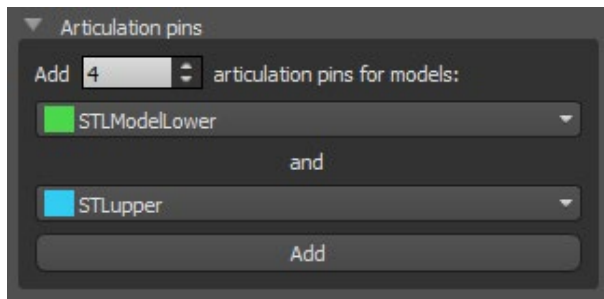 Articulation pins
Add 4 articulation pins for models:
STLModelLower
and
STLupper
Add